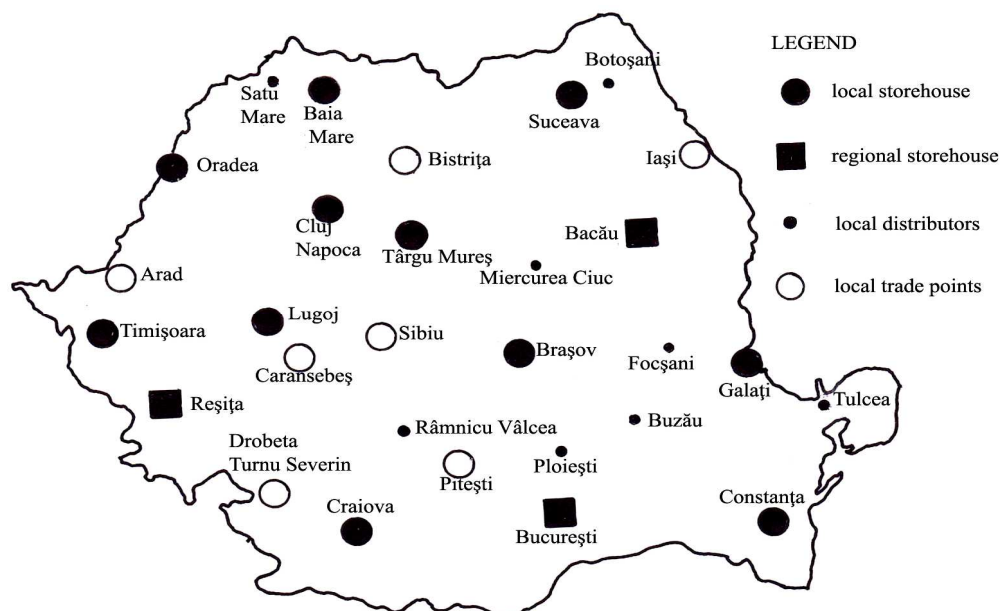 LEGEND
local storehouse
regional storehouse
local distributors
local trade points
Botoşani
Satu
Mare
Baia
Mare
Suceava
Oradea
Bistriţa
Iaşi
Cluj
Napoca
Târgu Mureş
Bacău
Miercurea Ciuc
Arad
Timişoara
Lugoj
Sibiu
Caransebeş
Braşov
Focşani
Galaţi
Tulcea
Reşiţa
Râmnicu Vâlcea
Buzău
Drobeta
Turnu Severin
Piteşti
Ploieşti
Craiova
Bucureşti
Constanţa